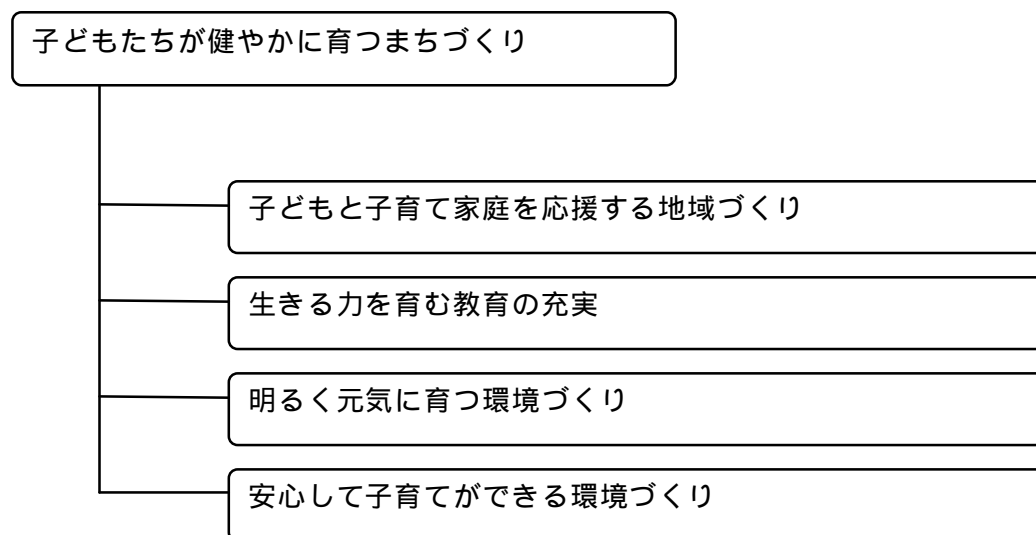 子どもたちが健やかに育つまちづくり
子どもと子育て家庭を応援する地域づくり
生きる力を育む教育の充実
明るく元気に育つ環境づくり
安心して子育てができる環境づくり